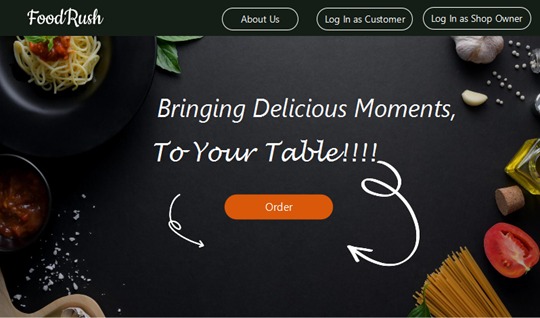 FoodRush
About Us
Log In as Customer
Log In as Shop Owner
Bringing Delicious Moments,
To Your Table!!!!
Order